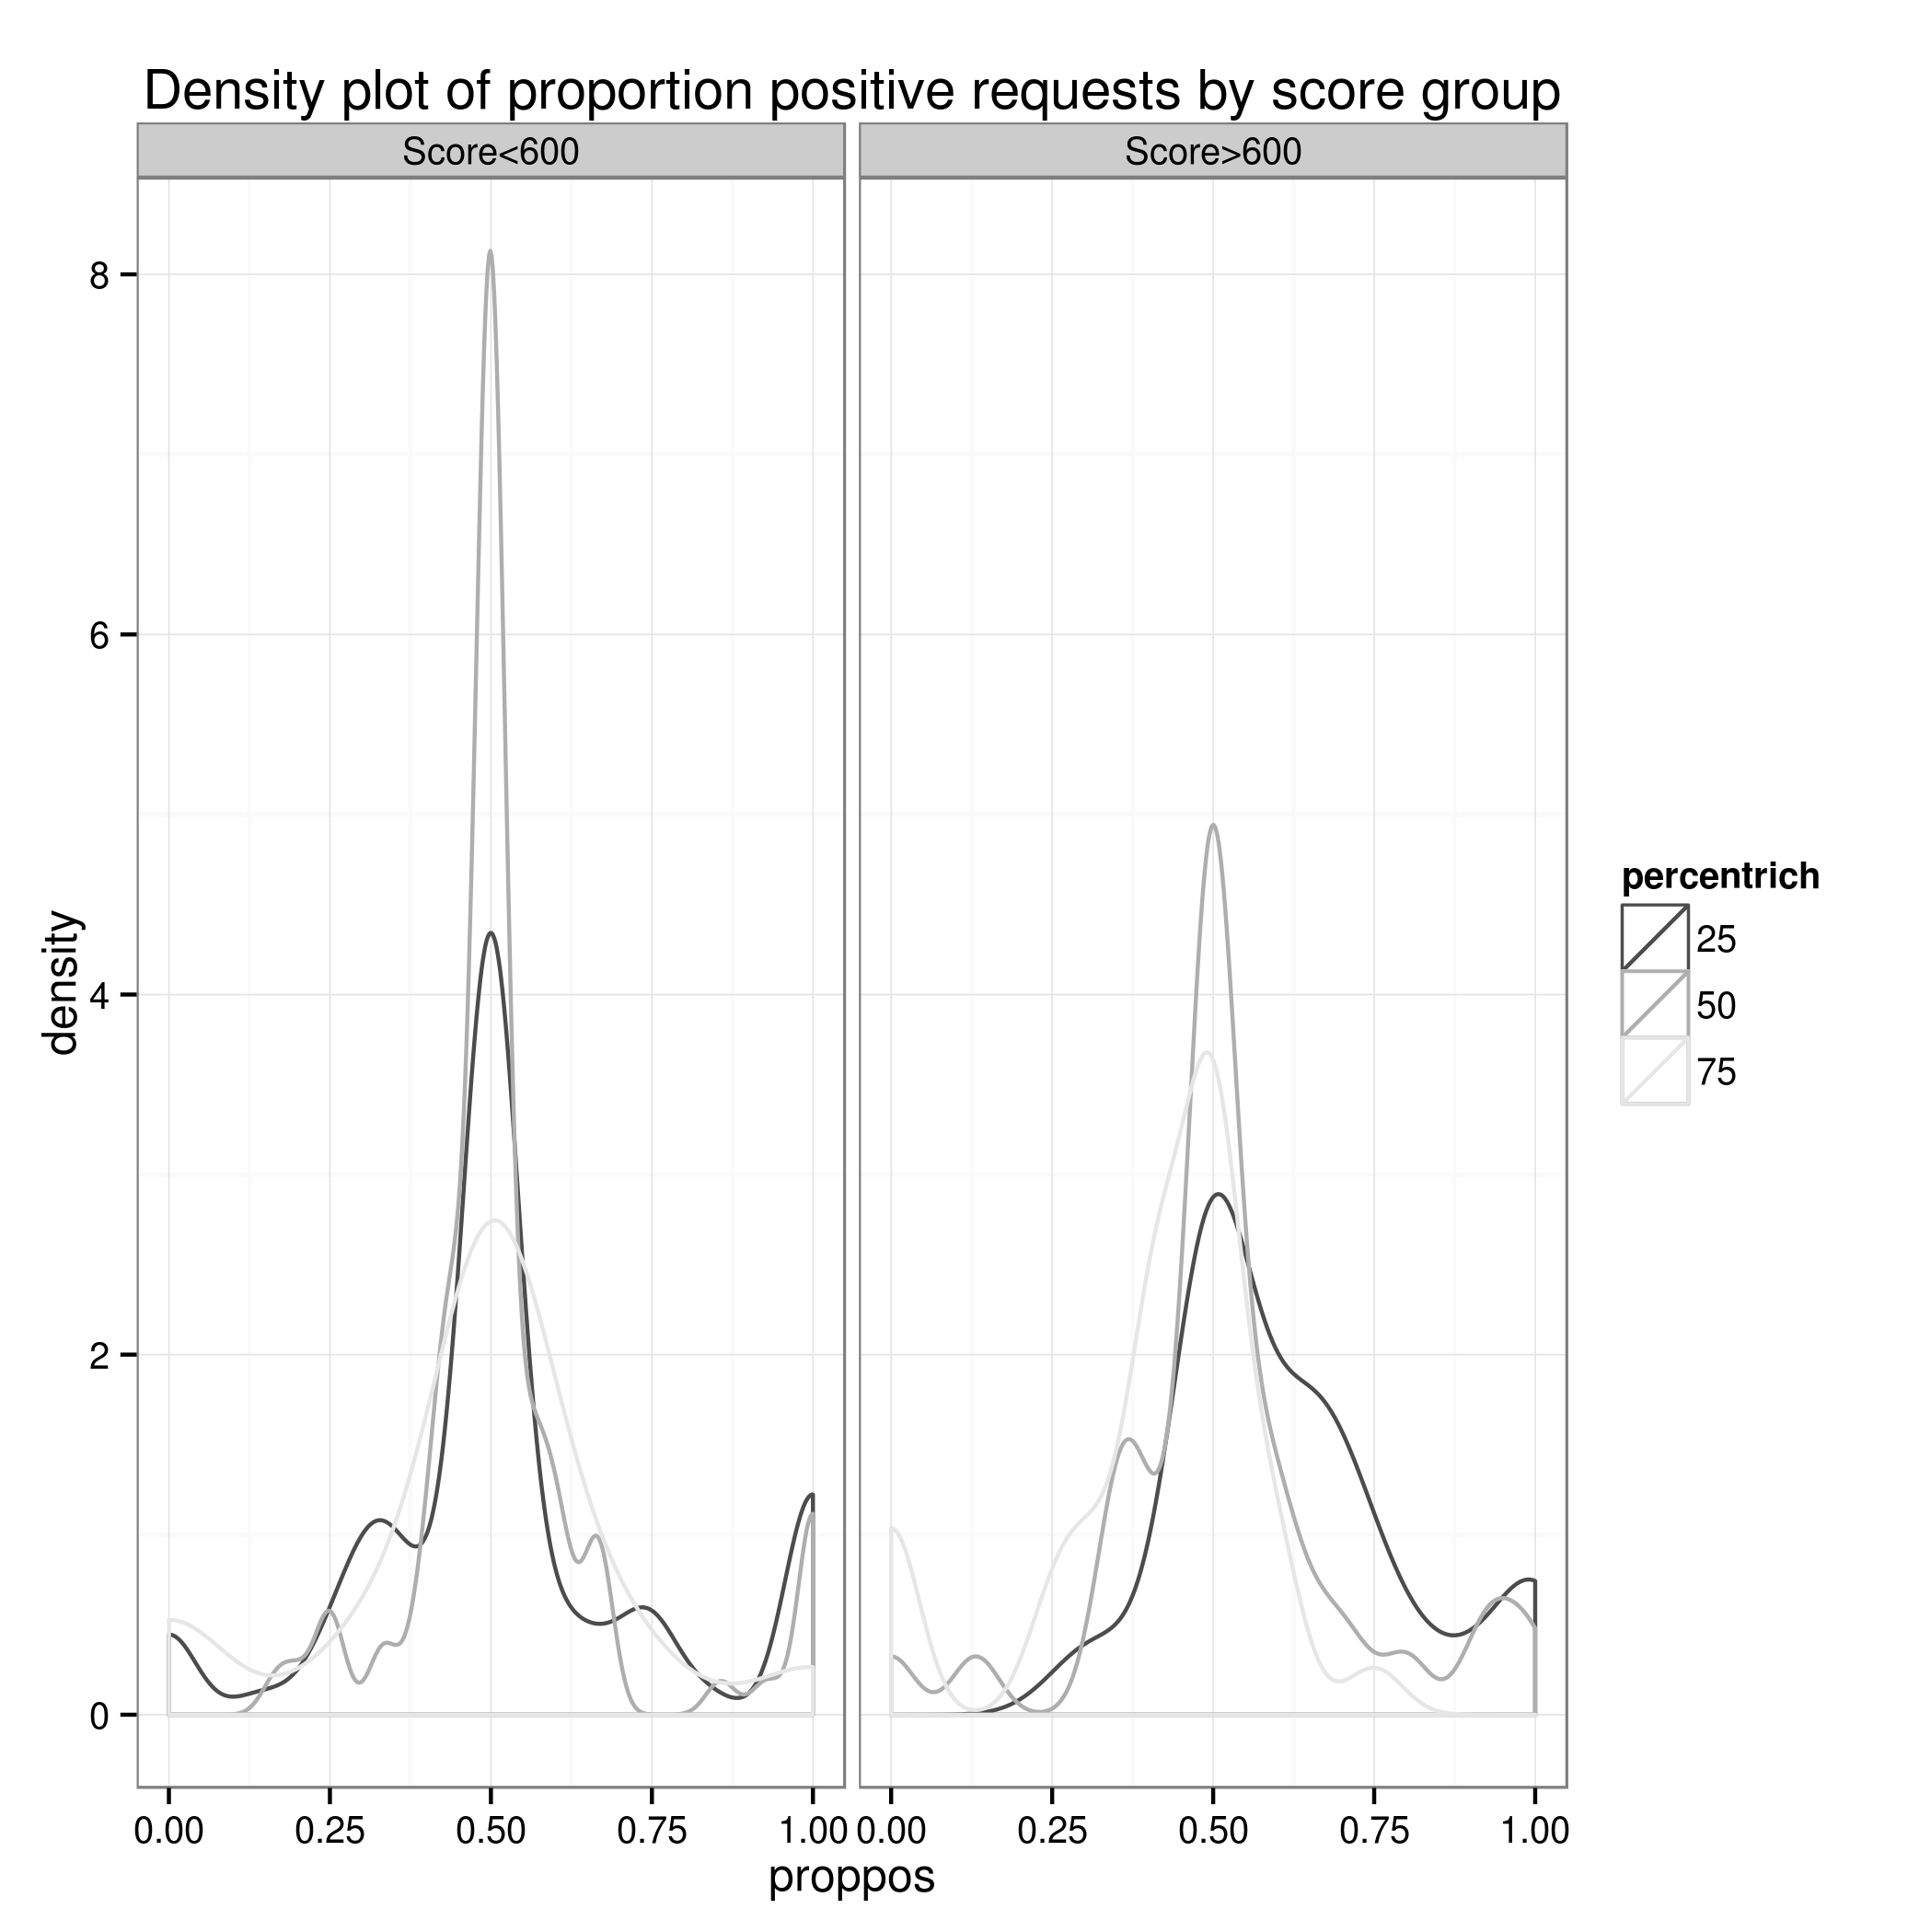 Density plot of proportion positive requests by score group
Score<600
Score>600
8
6
4
2
0
density
0.00 0.25 0.50 0.75 1.00 0.00 0.25 0.50 0.75 1.00
proppos
percentrich
25
50
75